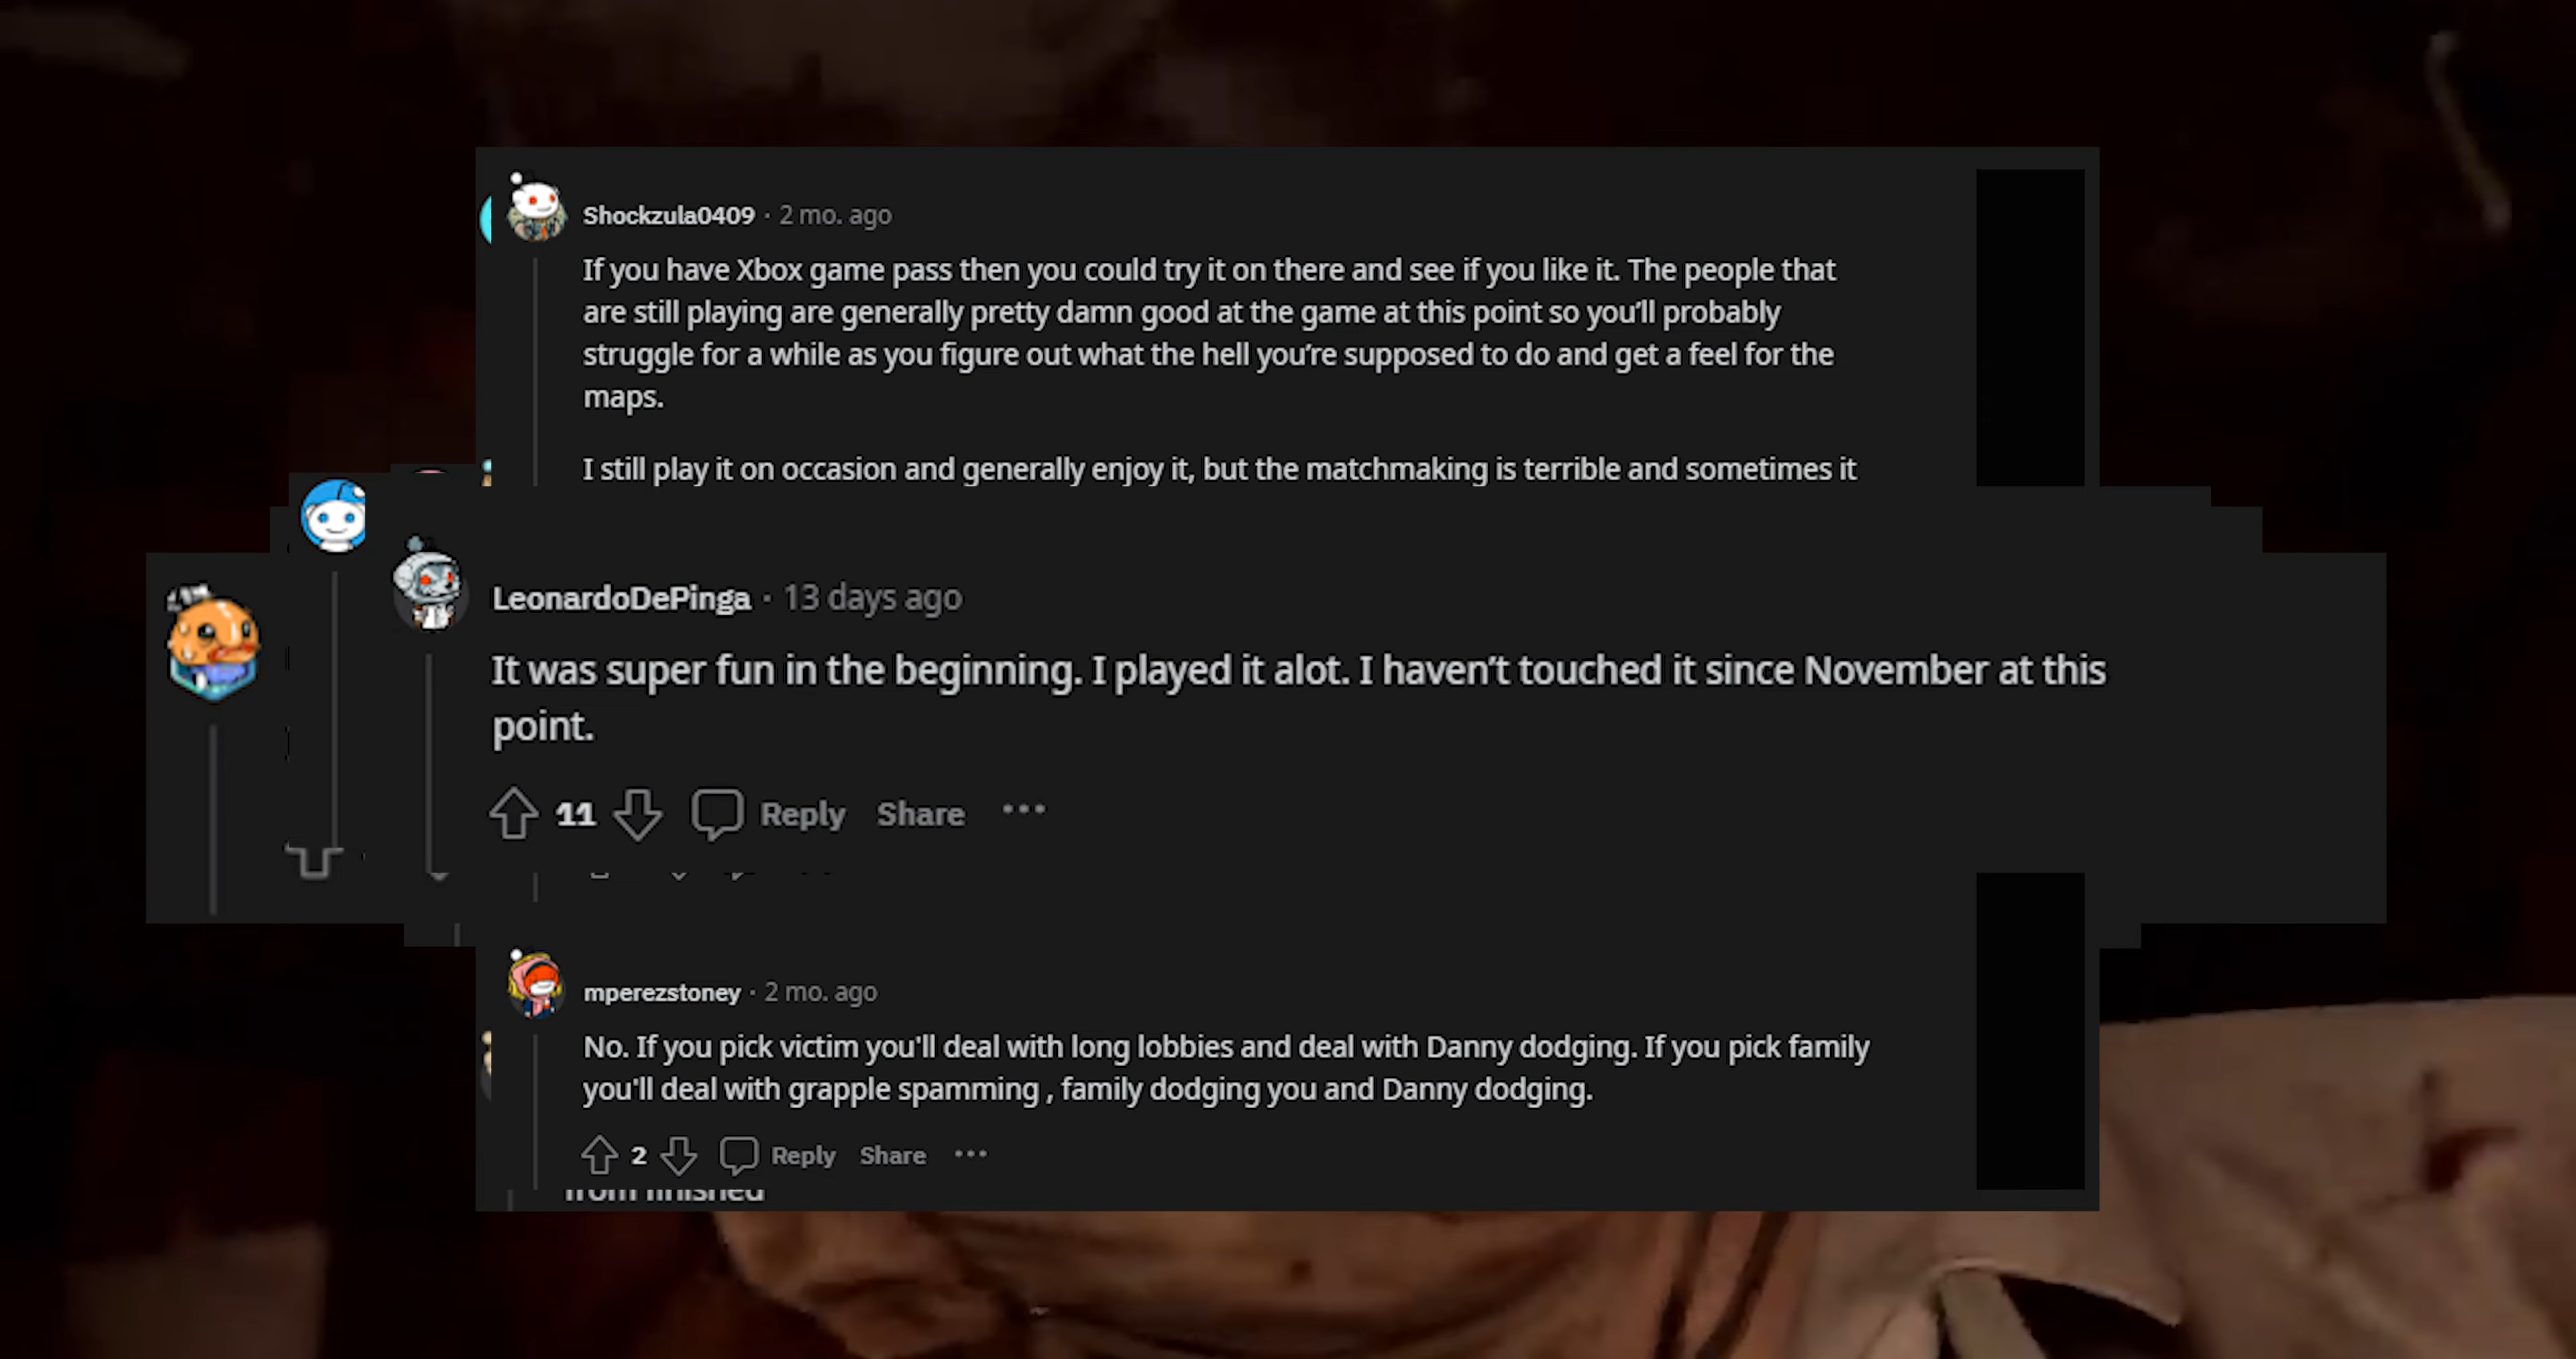 Shockzula0409 · 2 mo. ago
If you have Xbox game pass then you could try it on there and see if you like it. The people that
are still playing are generally pretty damn good at the game at this point so you'll probably
struggle for a while as you figure out what the hell you're supposed to do and get a feel for the
maps.
I still play it on occasion and generally enjoy it, but the matchmaking is terrible and sometimes it
LeonardoDePinga · 13 days ago
It was super fun in the beginning. I played it alot. I haven't touched it since November at this
point.
11 Reply Share ···
mperezstoney · 2 mo. ago
No. If you pick victim you'll deal with long lobbies and deal with Danny dodging. If you pick family
you'll deal with grapple spamming , family dodging you and Danny dodging.
2 Reply Share ···
from finished